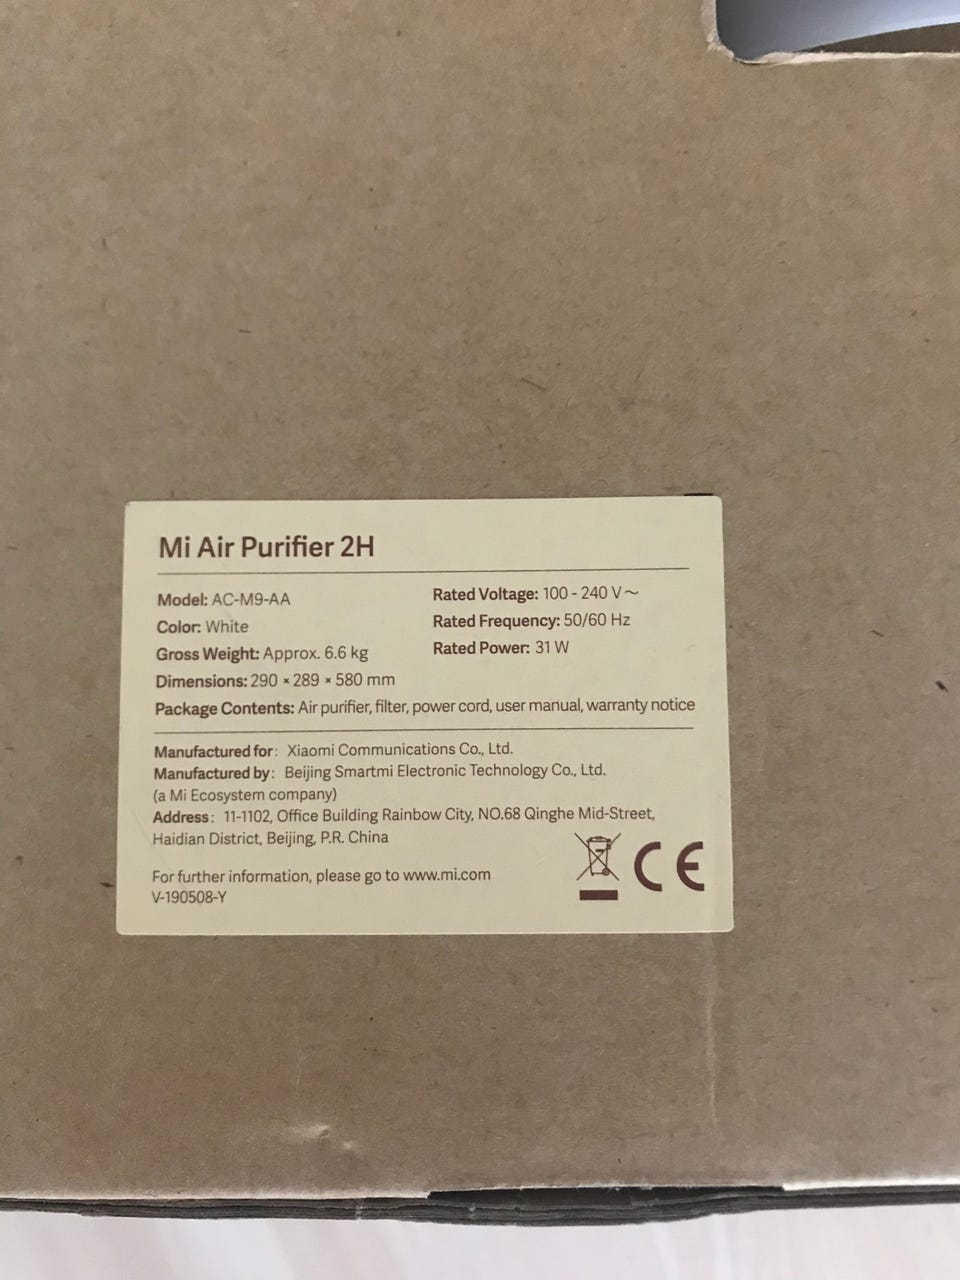 Mi Air Purifier 2H
Model: AC-M9-AA
Color: White
Gross Weight: Approx. 6.6 kg
Dimensions: 290 × 289 × 580 mm
Rated Voltage: 100 - 240 V～
Rated Frequency: 50/60 Hz
Rated Power: 31 W
Package Contents: Air purifier, filter, power cord, user manual, warranty notice
Manufactured for: Xiaomi Communications Co., Ltd.
Manufactured by: Beijing Smartmi Electronic Technology Co., Ltd.
(a Mi Ecosystem company)
Address: 11-1102, Office Building Rainbow City, NO.68 Qinghe Mid-Street,
Haidian District, Beijing, P.R. China
For further information, please go to www.mi.com
V-190508-Y
CE